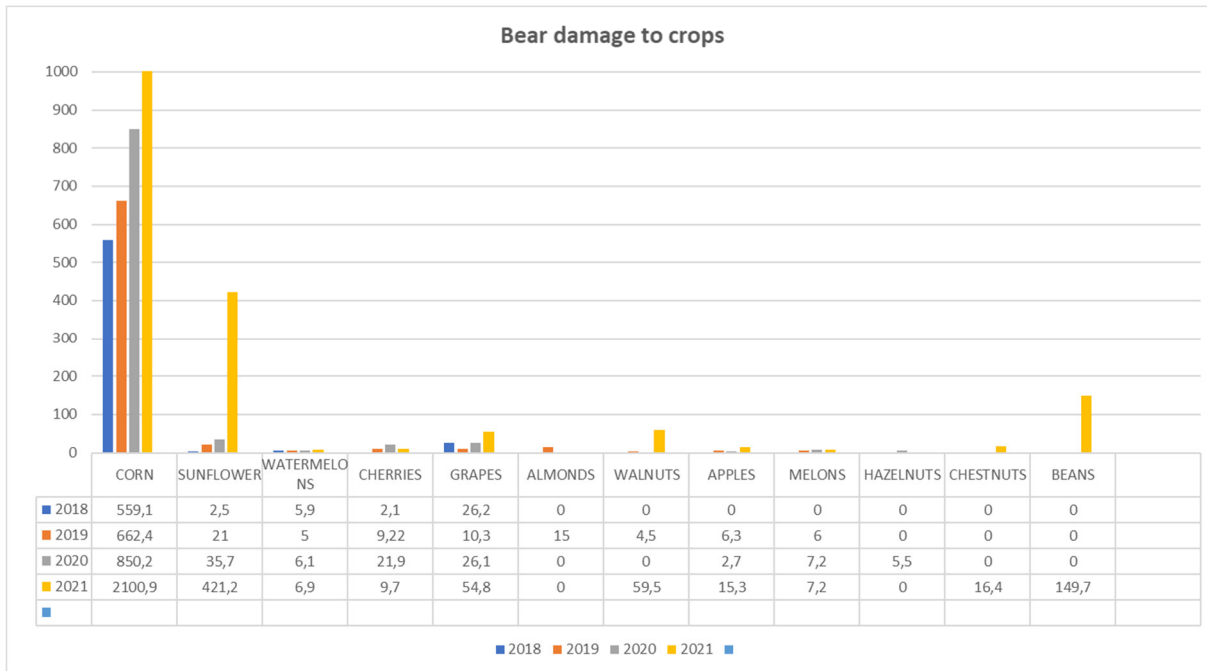 Bear damage to crops
1000
900
800
700
600
500
400
300
200
100
0
CORN SUNFLOWER WATERMELO CHERRIES GRAPES ALMONDS WALNUTS APPLES MELONS HAZELNUTS CHESTNUTS BEANS
NS
2018 559,1 2,5 5,9 2,1 26,2 0 0 0 0 0 0 0
2019 662,4 21 5 9,22 10,3 15 4,5 6,3 6 0 0 0
2020 850,2 35,7 6,1 21,9 26,1 0 0 2,7 7,2 5,5 0 0
2021 2100,9 421,2 6,9 9,7 54,8 0 59,5 15,3 7,2 0 16,4 149,7
2018 2019 2020 2021